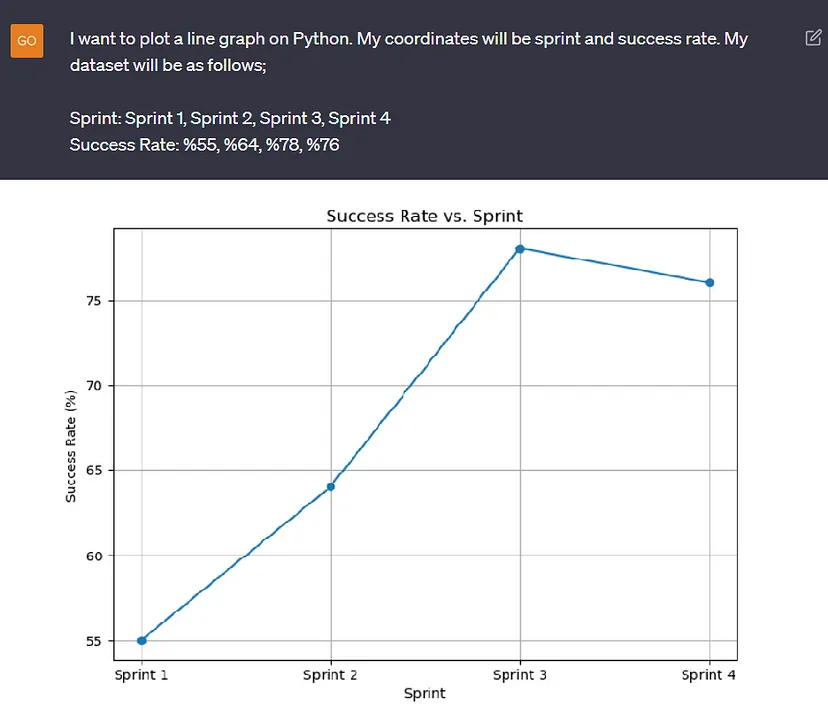 GO
I want to plot a line graph on Python. My coordinates will be sprint and success rate. My
dataset will be as follows;
Sprint: Sprint 1, Sprint 2, Sprint 3, Sprint 4
Success Rate: %55, %64, %78, %76
Success Rate vs. Sprint
75
70
65
60
55
Success Rate (%)
Sprint 1 Sprint 2 Sprint 3 Sprint 4
Sprint